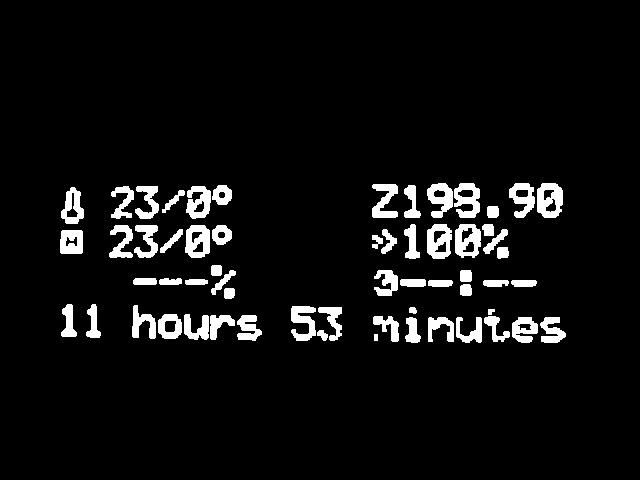 23/0° Z198.90
23/0° »100%
---% --:--
11 hours 53 minutes